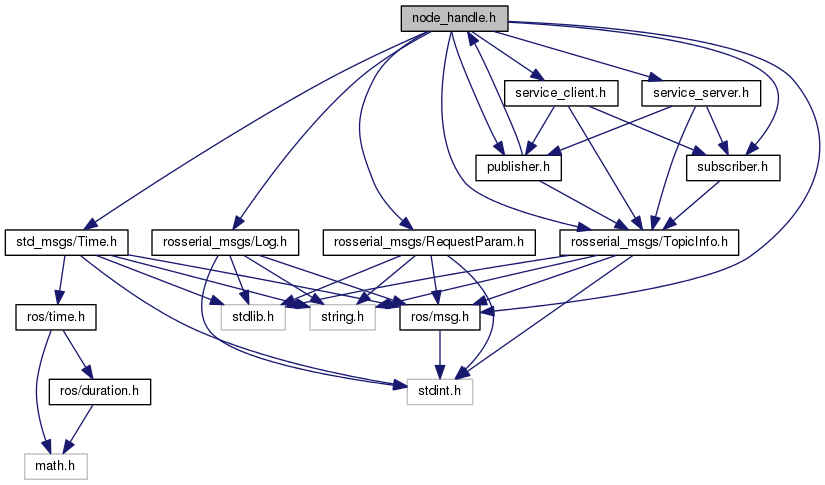 node_handle.h
service_client.h
service_server.h
publisher.h
subscriber.h
std_msgs/Time.h
rosserial_msgs/Log.h
rosserial_msgs/RequestParam.h
rosserial_msgs/TopicInfo.h
ros/time.h
stdlib.h
string.h
ros/msg.h
ros/duration.h
stdint.h
math.h